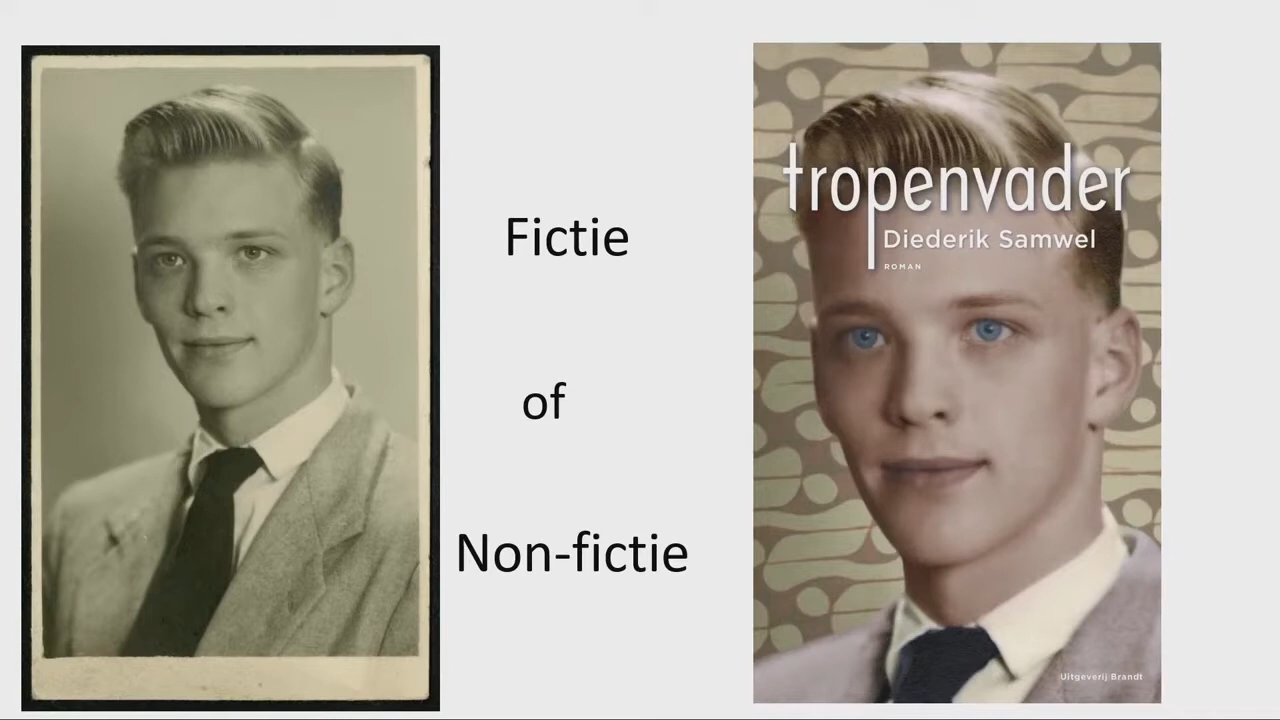 Fictie
of
Non-fictie
tropenvader
Diederik Samwel
ROMAN
Uitgeverij Brandt